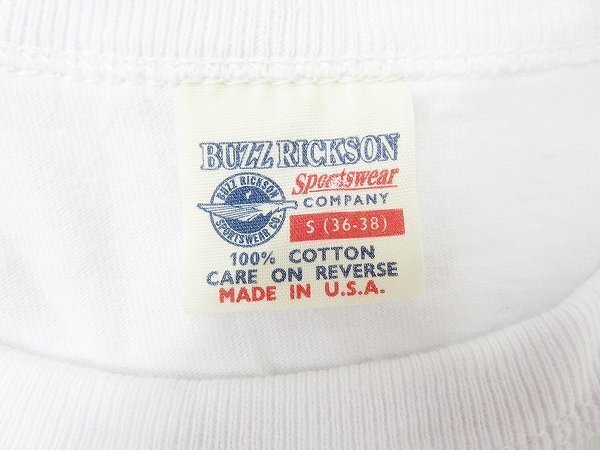 BUZZ RICKSON
Sportswear
COMPANY
BUZZ RICKSON
SPORTSWEAR CO.
S (36-38)
100% COTTON
CARE ON REVERSE
MADE IN U.S.A.